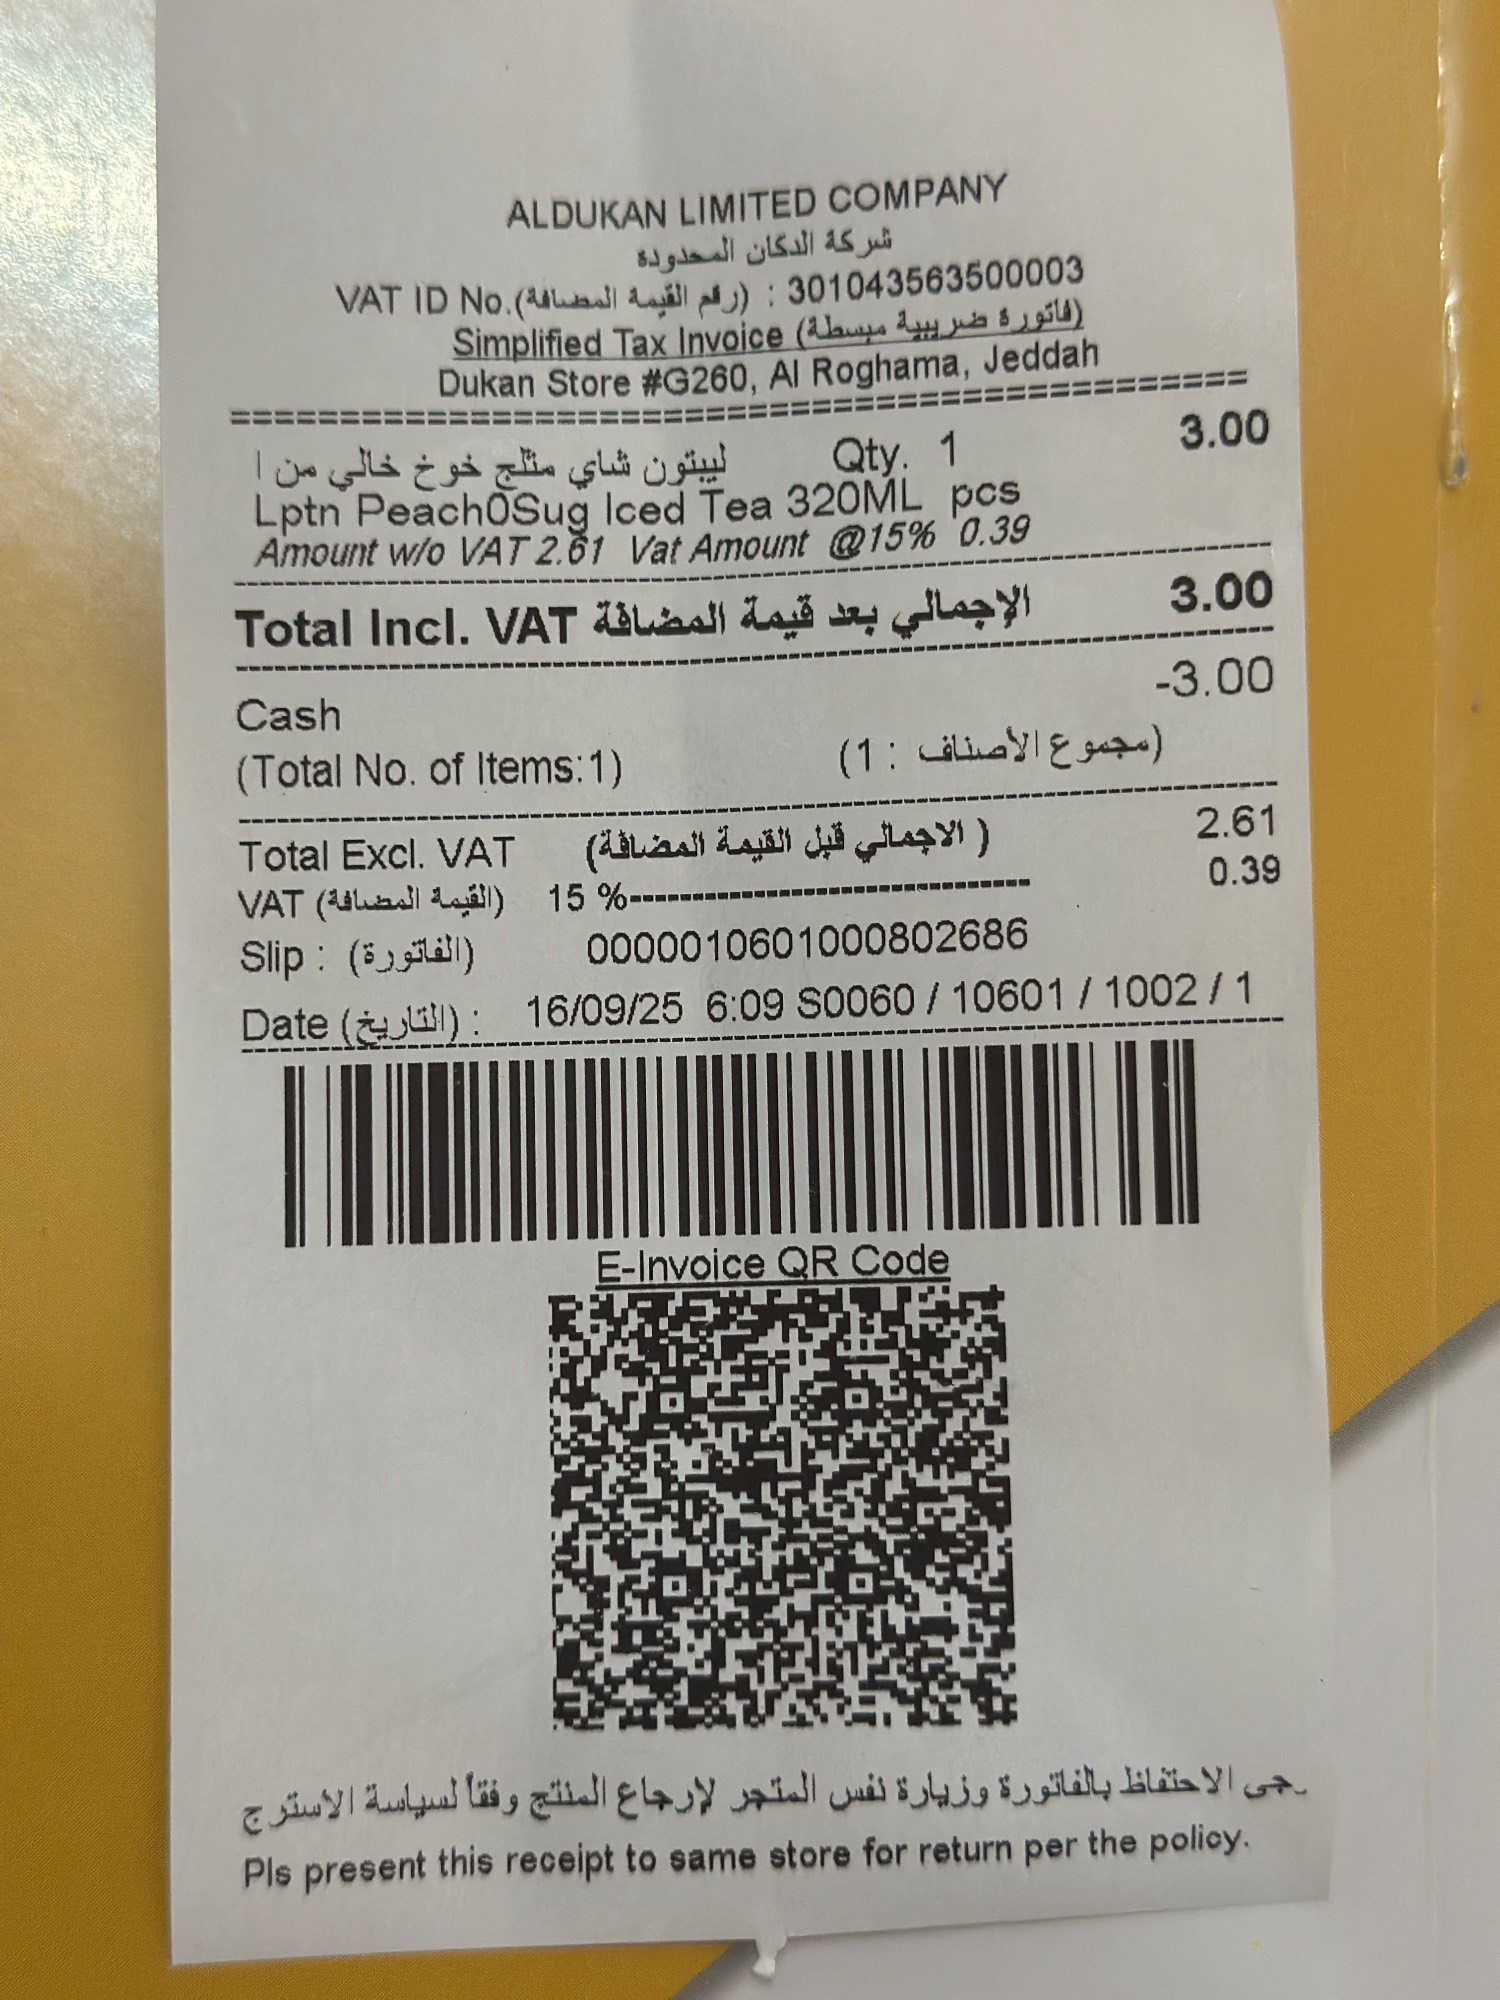 ALDUKAN LIMITED COMPANY
شركة الدكان المحدودة
VAT ID No.(رقم القيمة المضافة) : 301043563500003
Simplified Tax Invoice (فاتورة ضريبية مبسطة)
Dukan Store #G260, Al Roghama, Jeddah
ليبتون شاي مثلج خوخ خالي من ا Qty. 1 3.00
Lptn Peach0Sug Iced Tea 320ML pcs
Amount w/o VAT 2.61 Vat Amount @15% 0.39
Total Incl. VAT الإجمالي بعد قيمة المضافة 3.00
Cash -3.00
(Total No. of Items:1) (مجموع الأصناف : 1)
Total Excl. VAT ( الاجمالي قبل القيمة المضافة) 2.61
VAT (القيمة المضافة) 15 %------------------------------ 0.39
Slip : (الفاتورة) 0000010601000802686
Date (التاريخ) : 16/09/25 6:09 S0060 / 10601 / 1002 / 1
E-Invoice QR Code
الاحتفاظ بالفاتورة وزيارة نفس المتجر لإرجاع المنتج وفقاً لسياسة الاسترج
Pls present this receipt to same store for return per the policy.